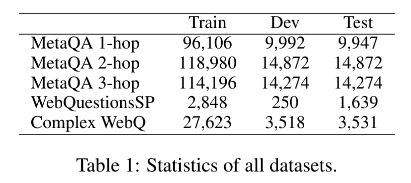 Train Dev Test
MetaQA 1-hop 96,106 9,992 9,947
MetaQA 2-hop 118,980 14,872 14,872
MetaQA 3-hop 114,196 14,274 14,274
WebQuestionsSP 2,848 250 1,639
Complex WebQ 27,623 3,518 3,531
Table 1: Statistics of all datasets.